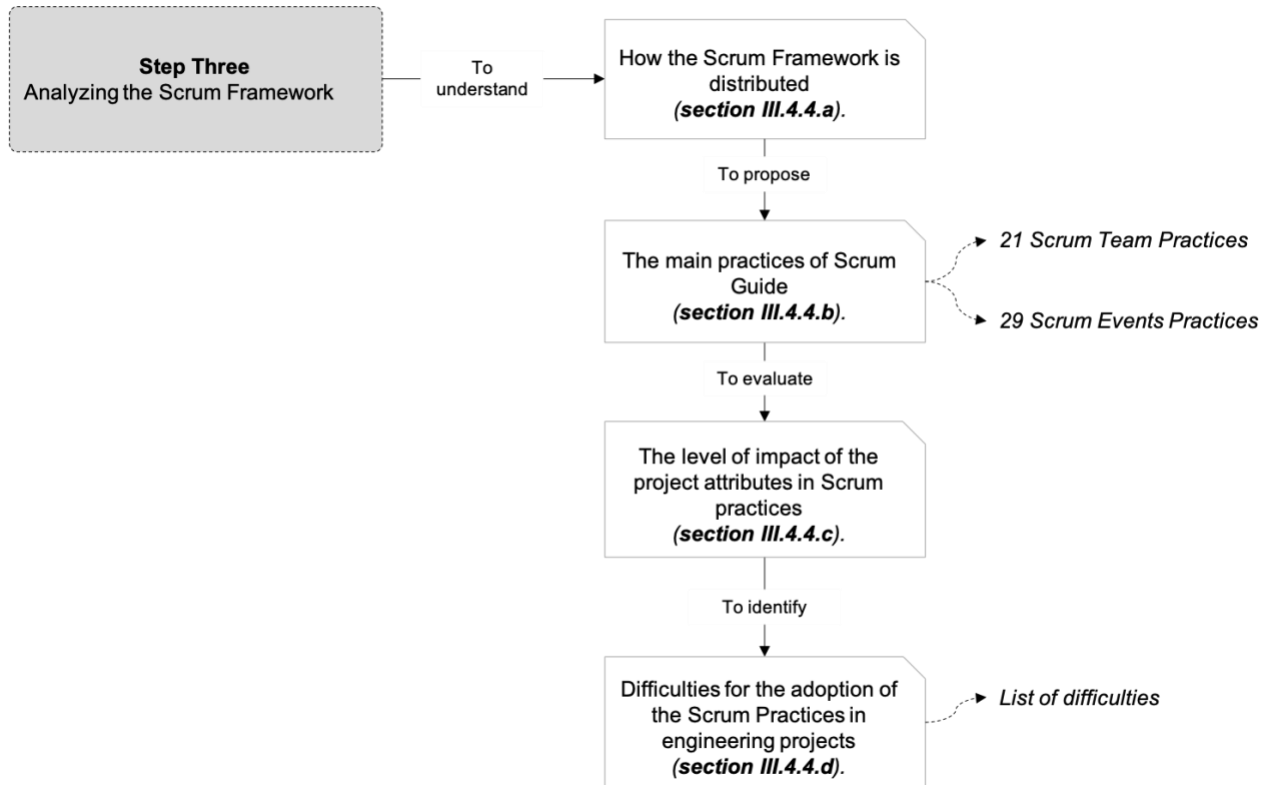 Step Three
Analyzing the Scrum Framework
To
understand
How the Scrum Framework is
distributed
(section III.4.4.a).
To propose
The main practices of Scrum
Guide
(section III.4.4.b).
21 Scrum Team Practices
29 Scrum Events Practices
To evaluate
The level of impact of the
project attributes in Scrum
practices
(section III.4.4.c).
To identify
Difficulties for the adoption of
the Scrum Practices in
engineering projects
(section III.4.4.d).
List of difficulties